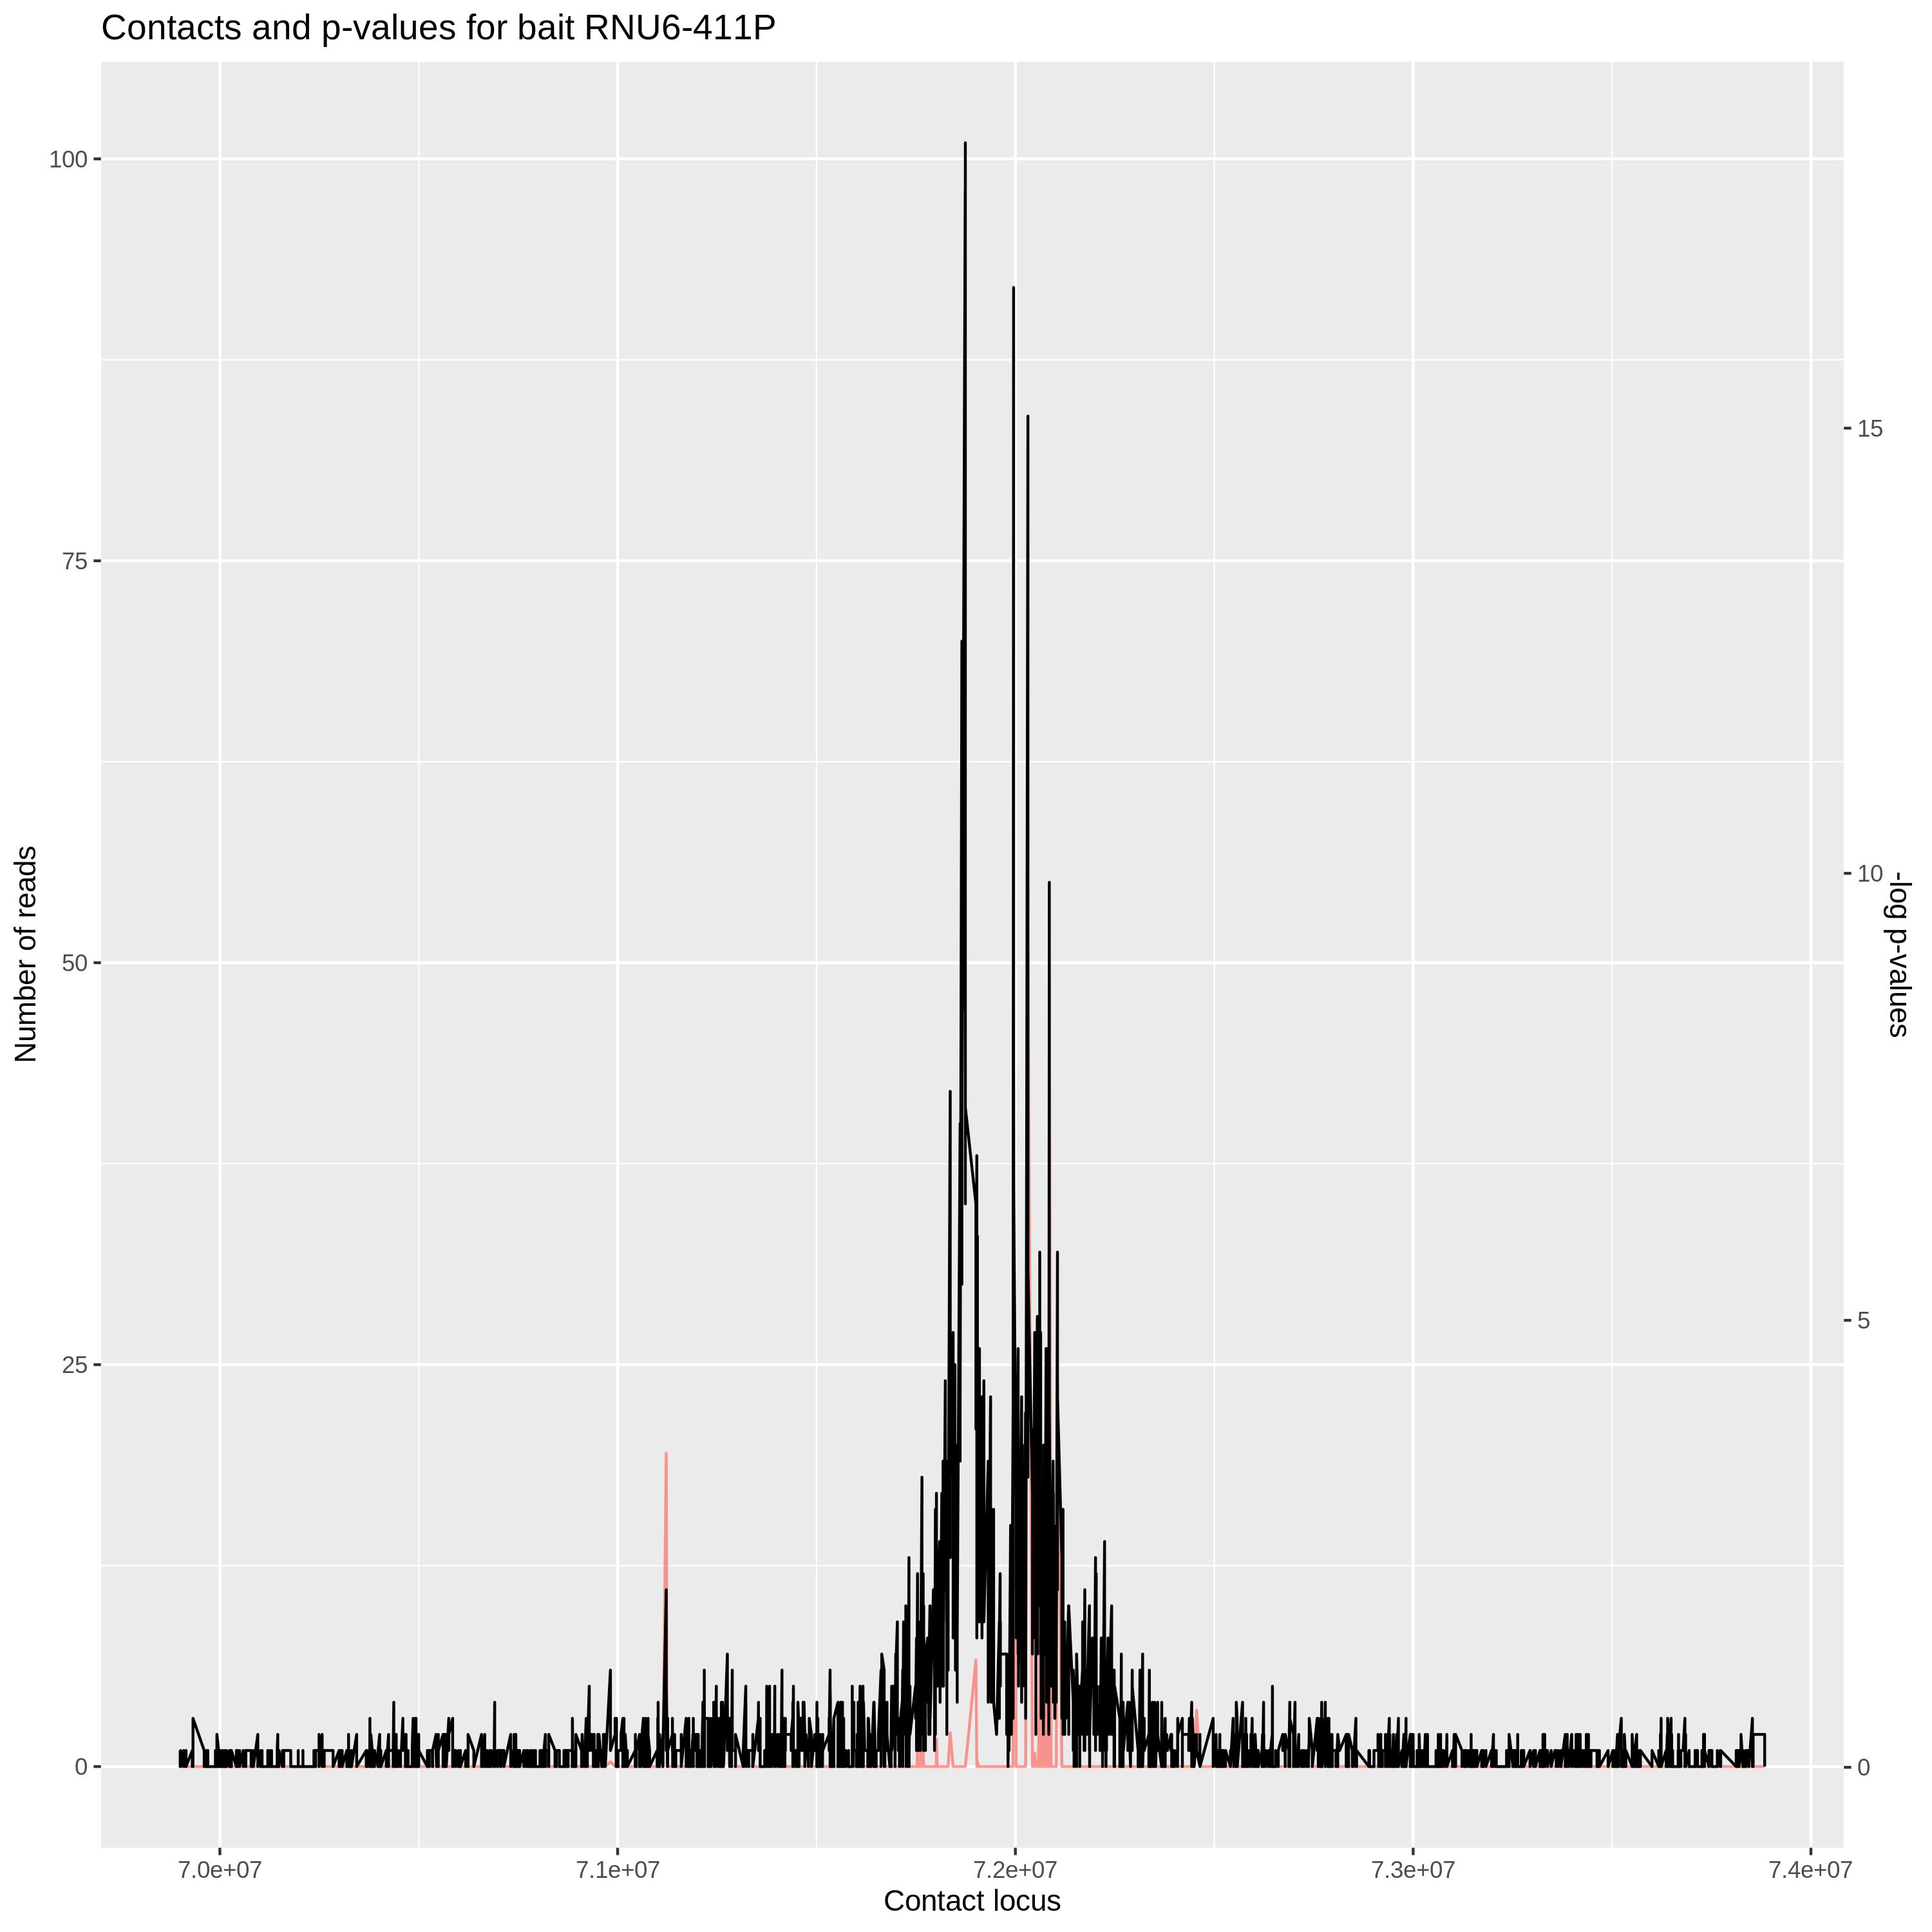 Contacts and p-values for bait RNU6-411P
100
75
50
25
0
Number of reads
15
10
5
0
-log p-values
7.0e+07
7.1e+07
7.2e+07
7.3e+07
7.4e+07
Contact locus